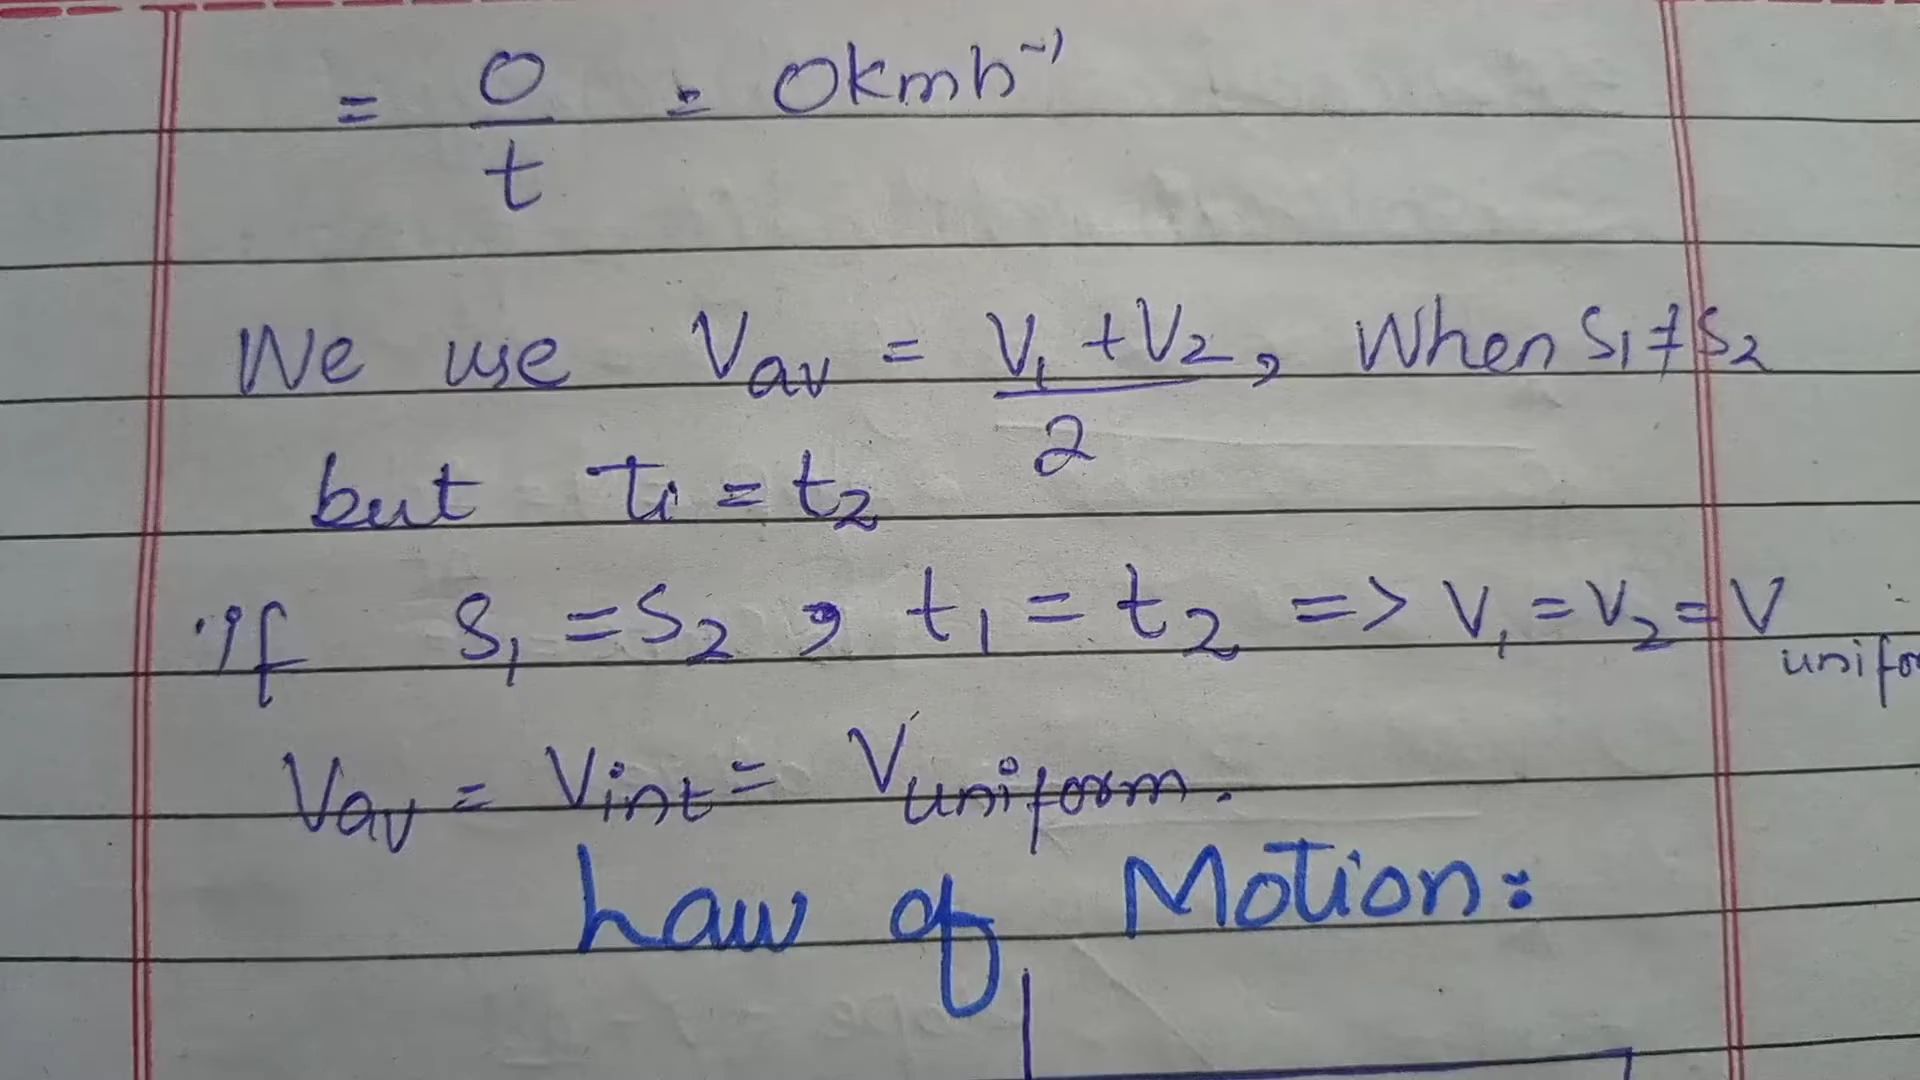 = 0/t = 0kmh⁻¹
We use Vav = V₁ + V₂ / 2, When S₁ ≠ S₂
but t₁ = t₂
If S₁ = S₂, t₁ = t₂ => V₁ = V₂ = V
Vav = Vint = Vuniform.
Law of Motion: